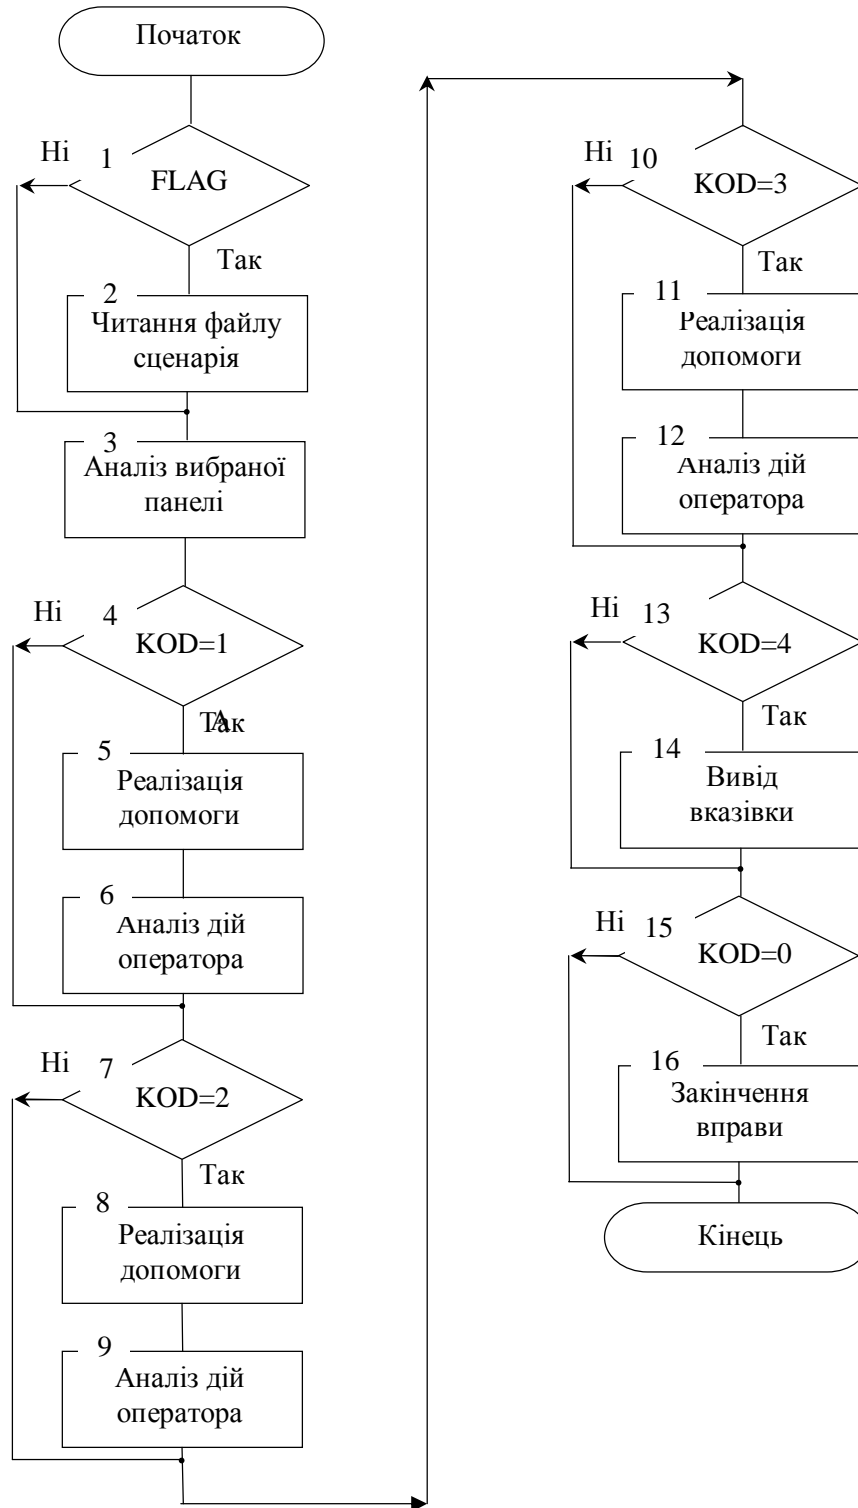 Початок
Ні 1
FLAG
Так
2
Читання файлу
сценарія
3
Аналіз вибраної
панелі
Ні 4
KOD=1
Так
5
Реалізація
допомоги
6
Аналіз дій
оператора
Ні 7
KOD=2
Так
8
Реалізація
допомоги
9
Аналіз дій
оператора
Ні 10
KOD=3
Так
11
Реалізація
допомоги
12
Аналіз дій
оператора
Ні 13
KOD=4
Так
14
Вивід
вказівки
Ні 15
KOD=0
Так
16
Закінчення
вправи
Кінець